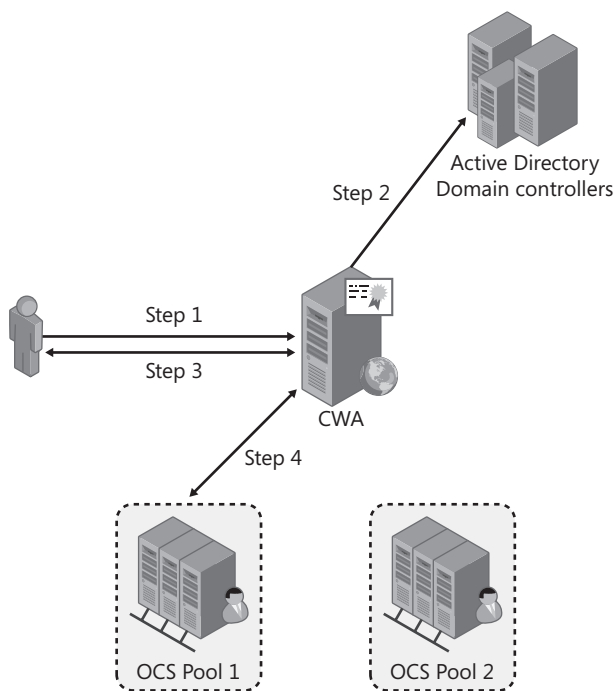 Active Directory
Domain controllers
Step 2
Step 1
Step 3
CWA
Step 4
OCS Pool 1
OCS Pool 2